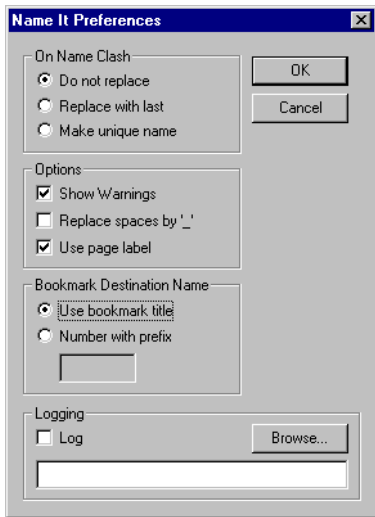 Name It Preferences
On Name Clash
Do not replace
Replace with last
Make unique name
OK
Cancel
Options
Show Warnings
Replace spaces by '_'
Use page label
Bookmark Destination Name
Use bookmark title
Number with prefix
Logging
Log
Browse...